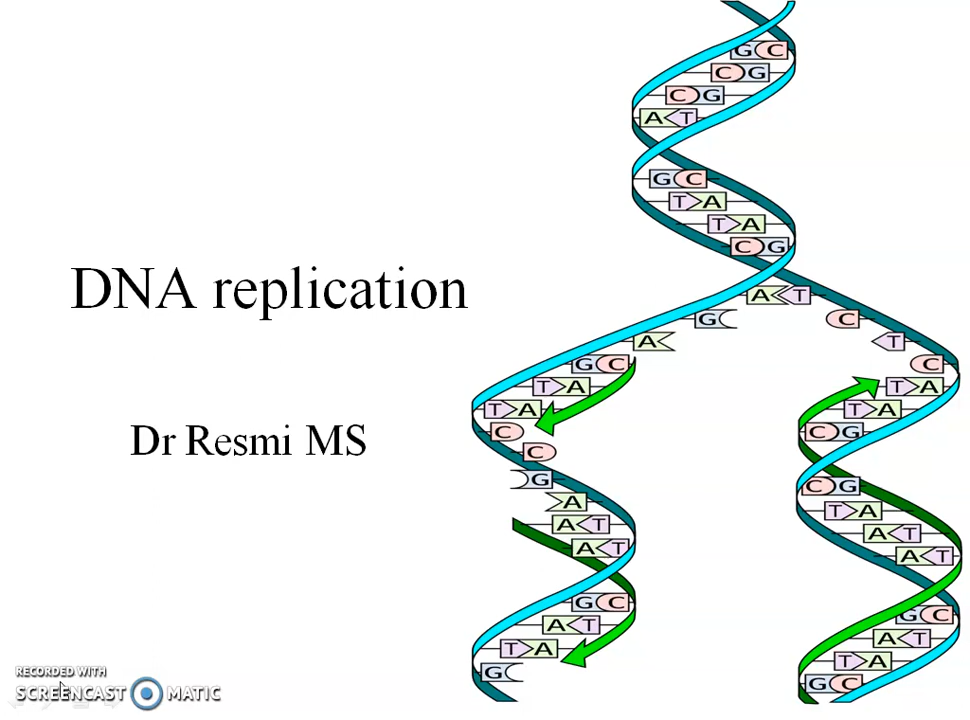 G C
C G
C G
A T
G C
T A
T A
C G
A T
G C
A T
G C C
T A T A
T A T A
C C G
C
G C G
A T A
A T A T
A T A T
G C G C
A T A T
T A T A
G G C
DNA replication
Dr Resmi MS
RECORDED WITH
SCREENCAST MATIC